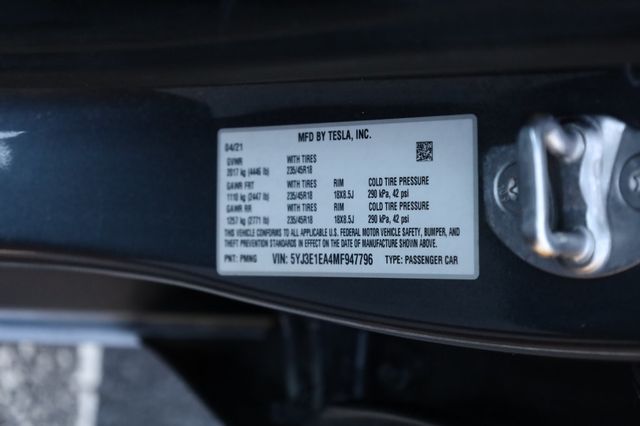 MFD BY TESLA, INC.
04/21
GVWR WITH TIRES
2017 kg (4446 lb) 235/45R18
GAWR FRT WITH TIRES RIM COLD TIRE PRESSURE
1110 kg (2447 lb) 235/45R18 18X8.5J 290 kPa, 42 psi
GAWR RR WITH TIRES RIM COLD TIRE PRESSURE
1257 kg (2771 lb) 235/45R18 18X8.5J 290 kPa, 42 psi
THIS VEHICLE CONFORMS TO ALL APPLICABLE U.S. FEDERAL MOTOR VEHICLE SAFETY, BUMPER, AND
THEFT PREVENTION STANDARDS IN EFFECT ON THE DATE OF MANUFACTURE SHOWN ABOVE.
PNT: PMNG VIN: 5YJ3E1EA4MF947796 TYPE: PASSENGER CAR